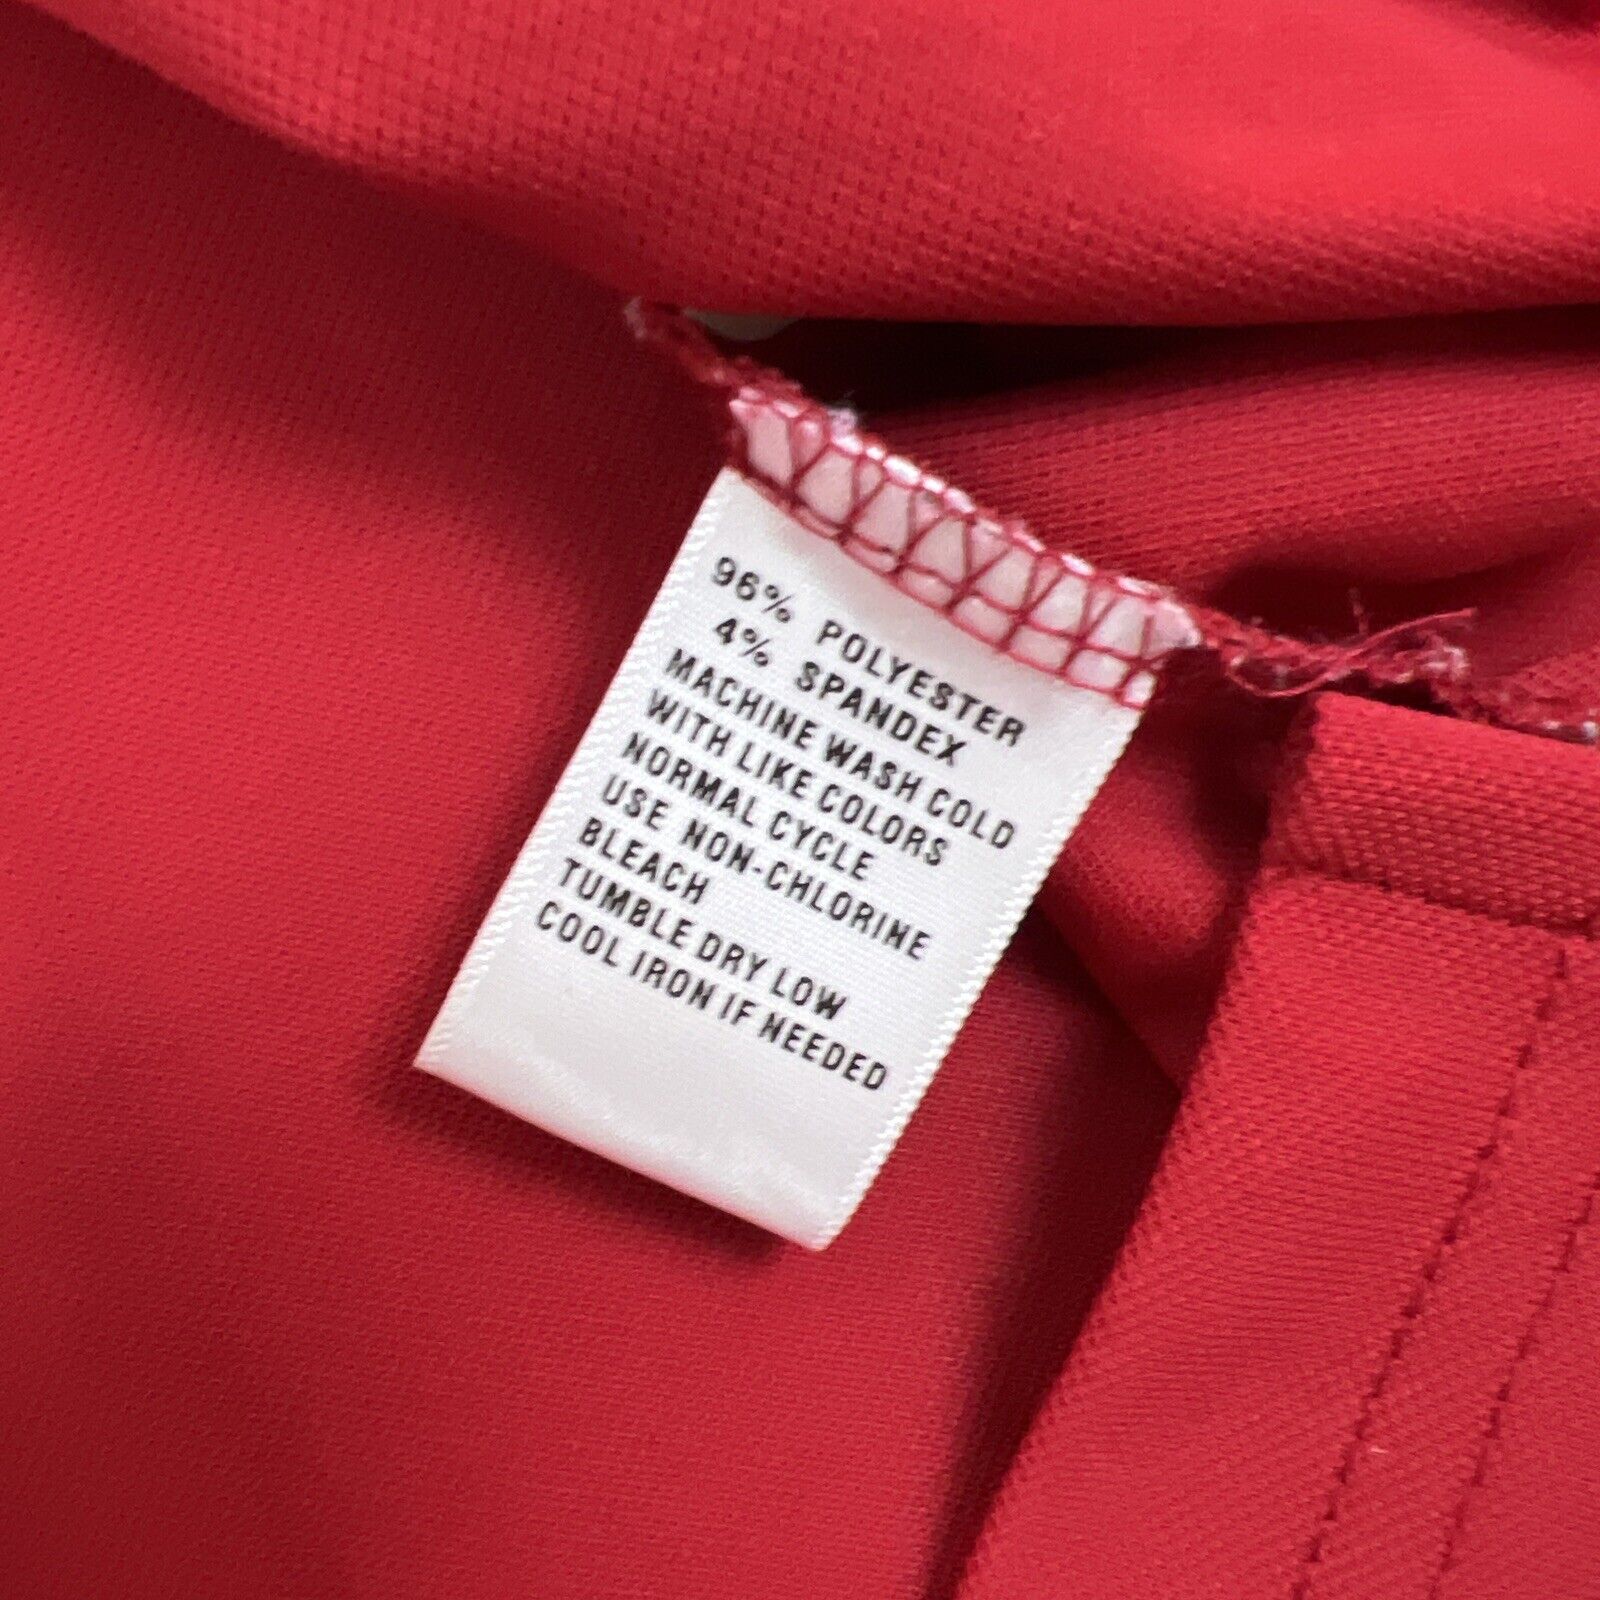 96% POLYESTER
4% SPANDEX
MACHINE WASH COLD
WITH LIKE COLORS
NORMAL CYCLE
USE NON-CHLORINE
BLEACH
TUMBLE DRY LOW
COOL IRON IF NEEDED